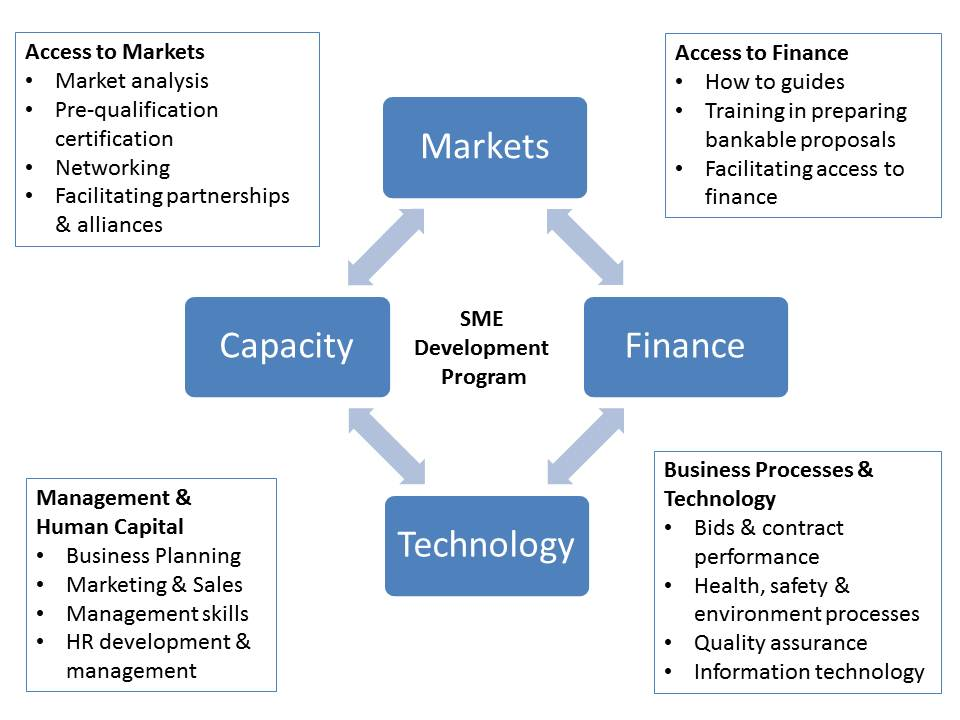 Access to Markets
• Market analysis
• Pre-qualification
certification
• Networking
• Facilitating partnerships
& alliances
Markets
Access to Finance
• How to guides
• Training in preparing
bankable proposals
• Facilitating access to
finance
Capacity
SME
Development
Program
Finance
Management &
Human Capital
• Business Planning
• Marketing & Sales
• Management skills
• HR development &
management
Technology
Business Processes &
Technology
• Bids & contract
performance
• Health, safety &
environment processes
• Quality assurance
• Information technology